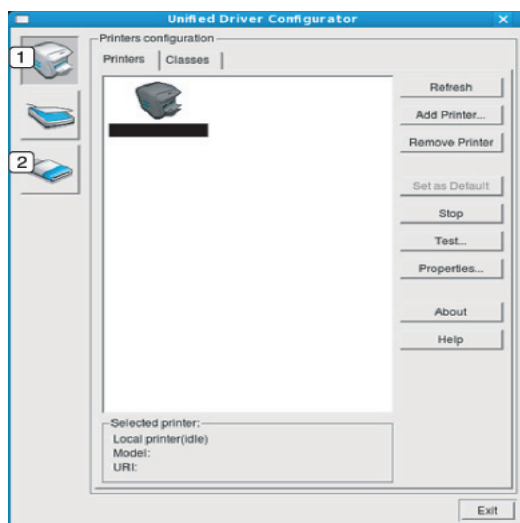 Unified Driver Configurator
Printers configuration
1
Printers Classes
Refresh
Add Printer...
Remove Printer
2
Set as Default
Stop
Test...
Properties...
About
Help
Selected printer:
Local printer(idle)
Model:
URI:
Exit